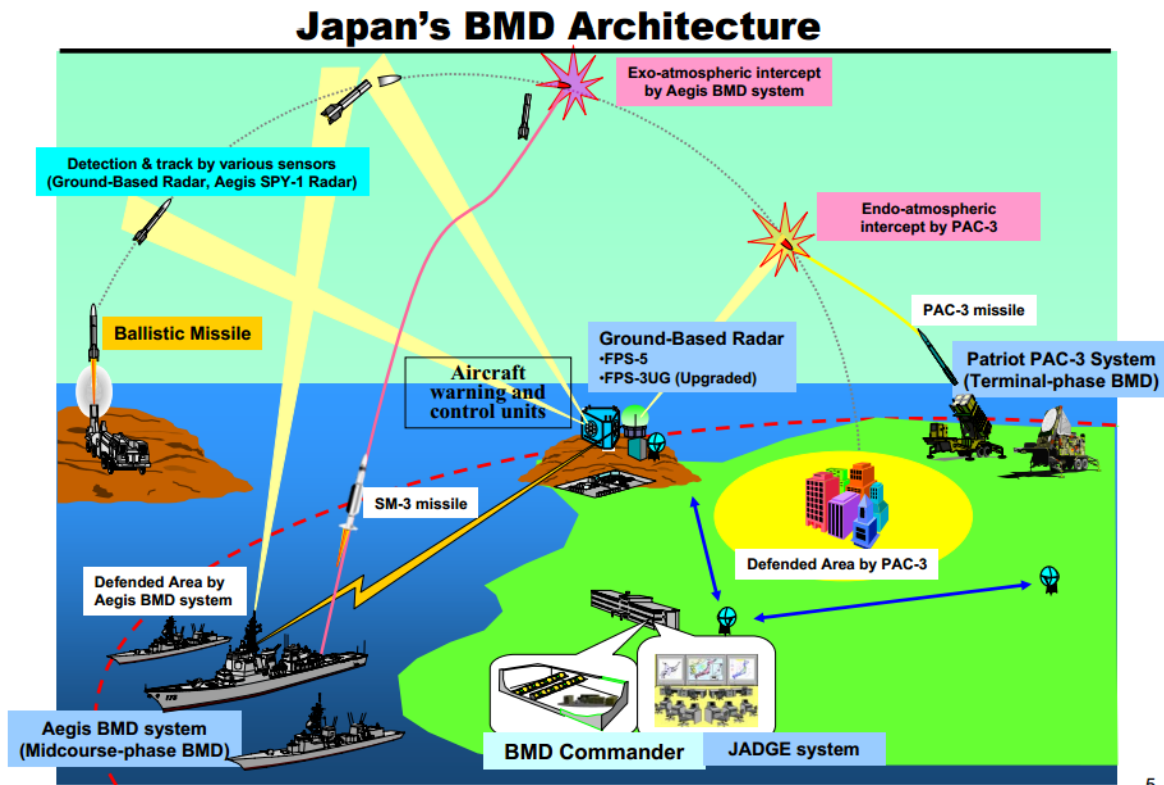 Japan's BMD Architecture
Exo-atmospheric intercept
by Aegis BMD system
Detection & track by various sensors
(Ground-Based Radar, Aegis SPY-1 Radar)
Endo-atmospheric
intercept by PAC-3
Ballistic Missile
PAC-3 missile
Ground-Based Radar
•FPS-5
•FPS-3UG (Upgraded)
Patriot PAC-3 System
(Terminal-phase BMD)
Aircraft
warning and
control units
SM-3 missile
Defended Area by PAC-3
Defended Area by
Aegis BMD system
Aegis BMD system
(Midcourse-phase BMD)
BMD Commander
JADGE system
5